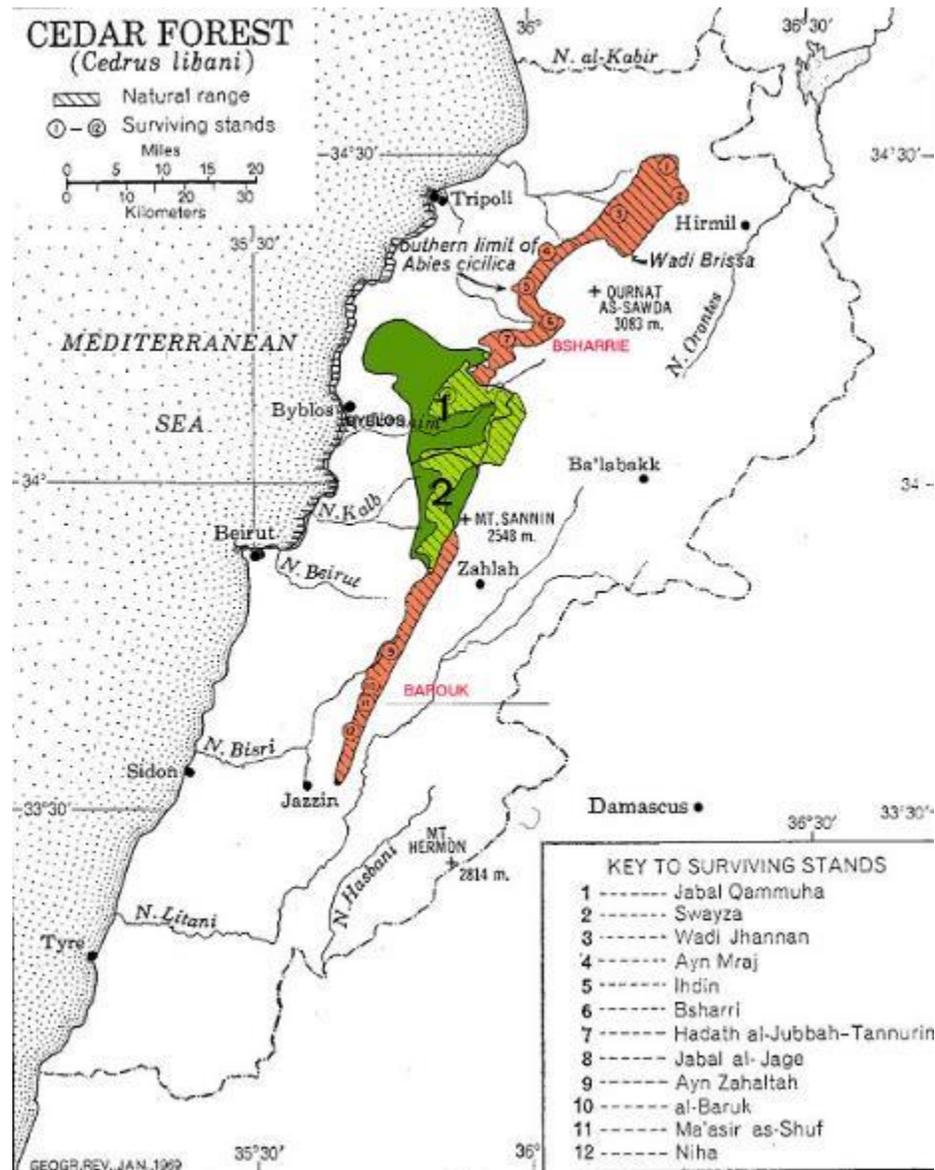 CEDAR FOREST
(Cedrus libani)
Natural range
① – ⑫ Surviving stands
Miles
0 5 10 15 20
0 5 10 20
Kilometers
36°
36°30'
N. al-Kabir
34°30'
34°30'
35°30'
Tripoli
Hirmil
Southern limit of
Abies cicilica
Wadi Brissa
+ QURNAT
AS-SAWDA
3083 m.
N. Orontes
BSHARRIE
MEDITERRANEAN
SEA
Byblos
BYBLOS
1
2
Ba'labakk
34°
34
N. Kalb
+ MT. SANNIN
2548 m.
Beirut
N. Beirut
Zahlah
BAROUK
N. Bisri
Sidon
Jazzin
33°30'
Damascus
36°30'
33°30'
MT.
HERMON
2814 m.
N. Hasbani
N. Litani
Tyre
KEY TO SURVIVING STANDS
1 ------ Jabal Qammuha
2 ------ Swayza
3 ------ Wadi Jhannan
4 ------ Ayn Mraj
5 ------ Ihdin
6 ------ Bsharri
7 ------ Hadath al-Jubbah-Tannurin
8 ------ Jabal al-Jage
9 ------ Ayn Zahaltah
10 ------ al-Baruk
11 ------ Ma'asir as-Shuf
12 ------ Niha
35°30'
36°
GEOGR. REV., JAN., 1969